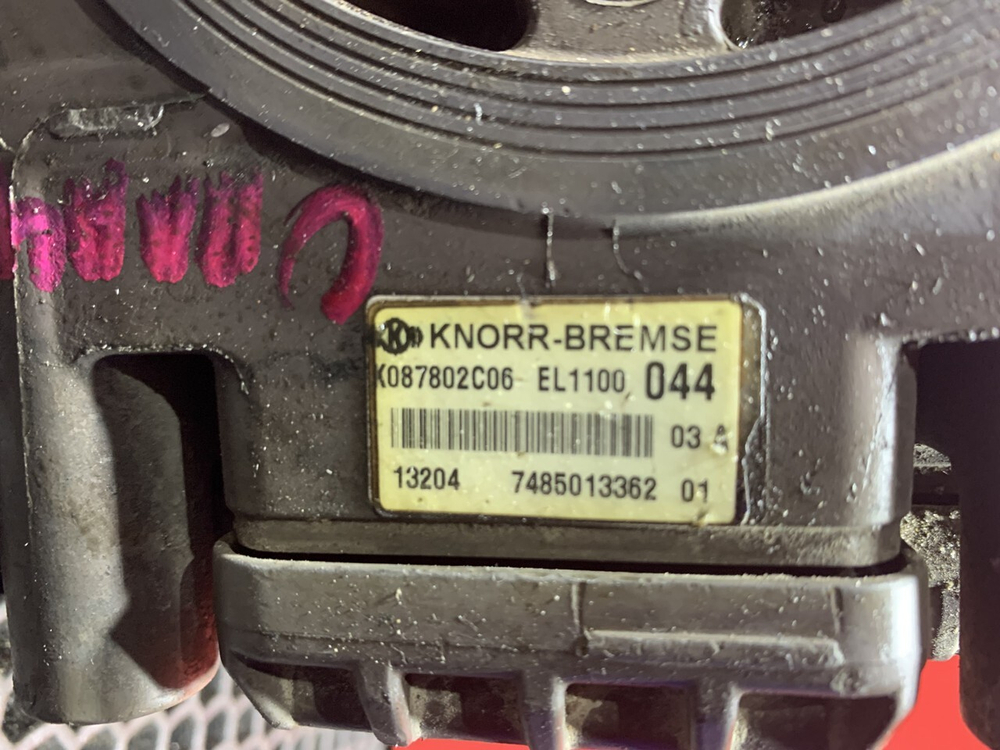 KNORR-BREMSE
K087802C06 EL1100 044
03 A
13204 7485013362 01